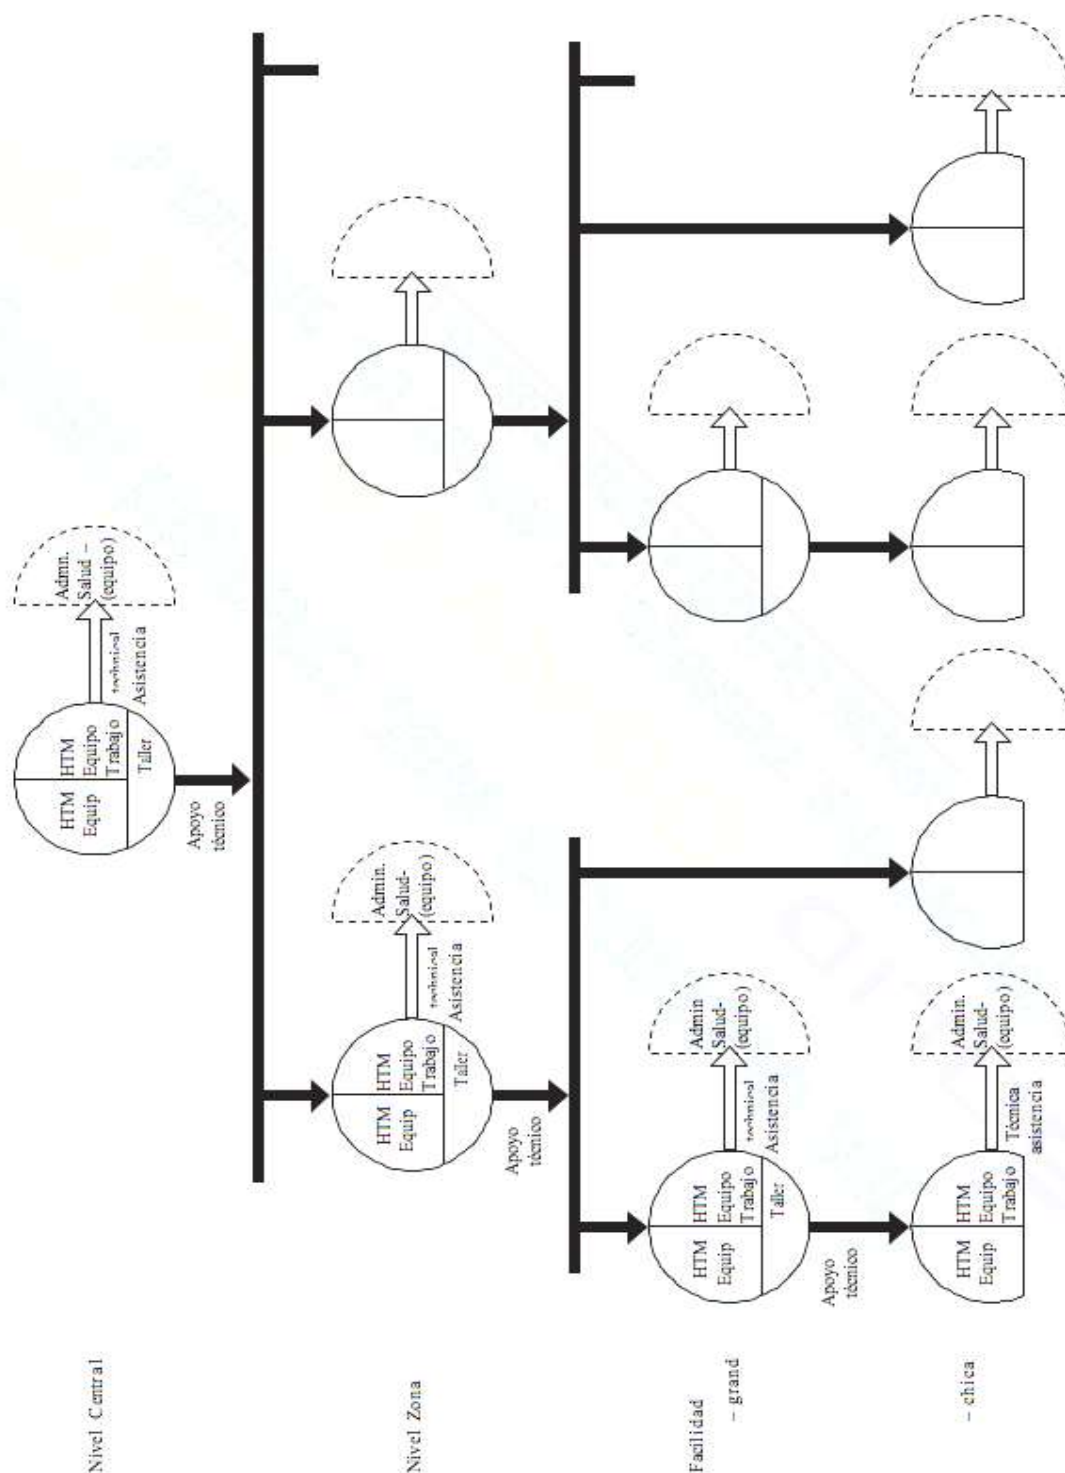 Nivel Central
HTM
Equip
HTM
Equipo
Trabajo
Taller
technical
Asistencia
Admn.
Salud –
(equipo)
Apoyo
técnico
Nivel Zona
HTM
Equip
HTM
Equipo
Trabajo
Taller
technical
Asistencia
Admin.
Salud-
(equipo)
Apoyo
técnico
Facilidad
– grand
HTM
Equip
HTM
Equipo
Trabajo
Taller
technical
Asistencia
Admin
Salud-
(equipo)
Apoyo
técnico
– chica
HTM
Equip
HTM
Equipo
Trabajo
Técnica
asistencia
Admin.
Salud-
(equipo)